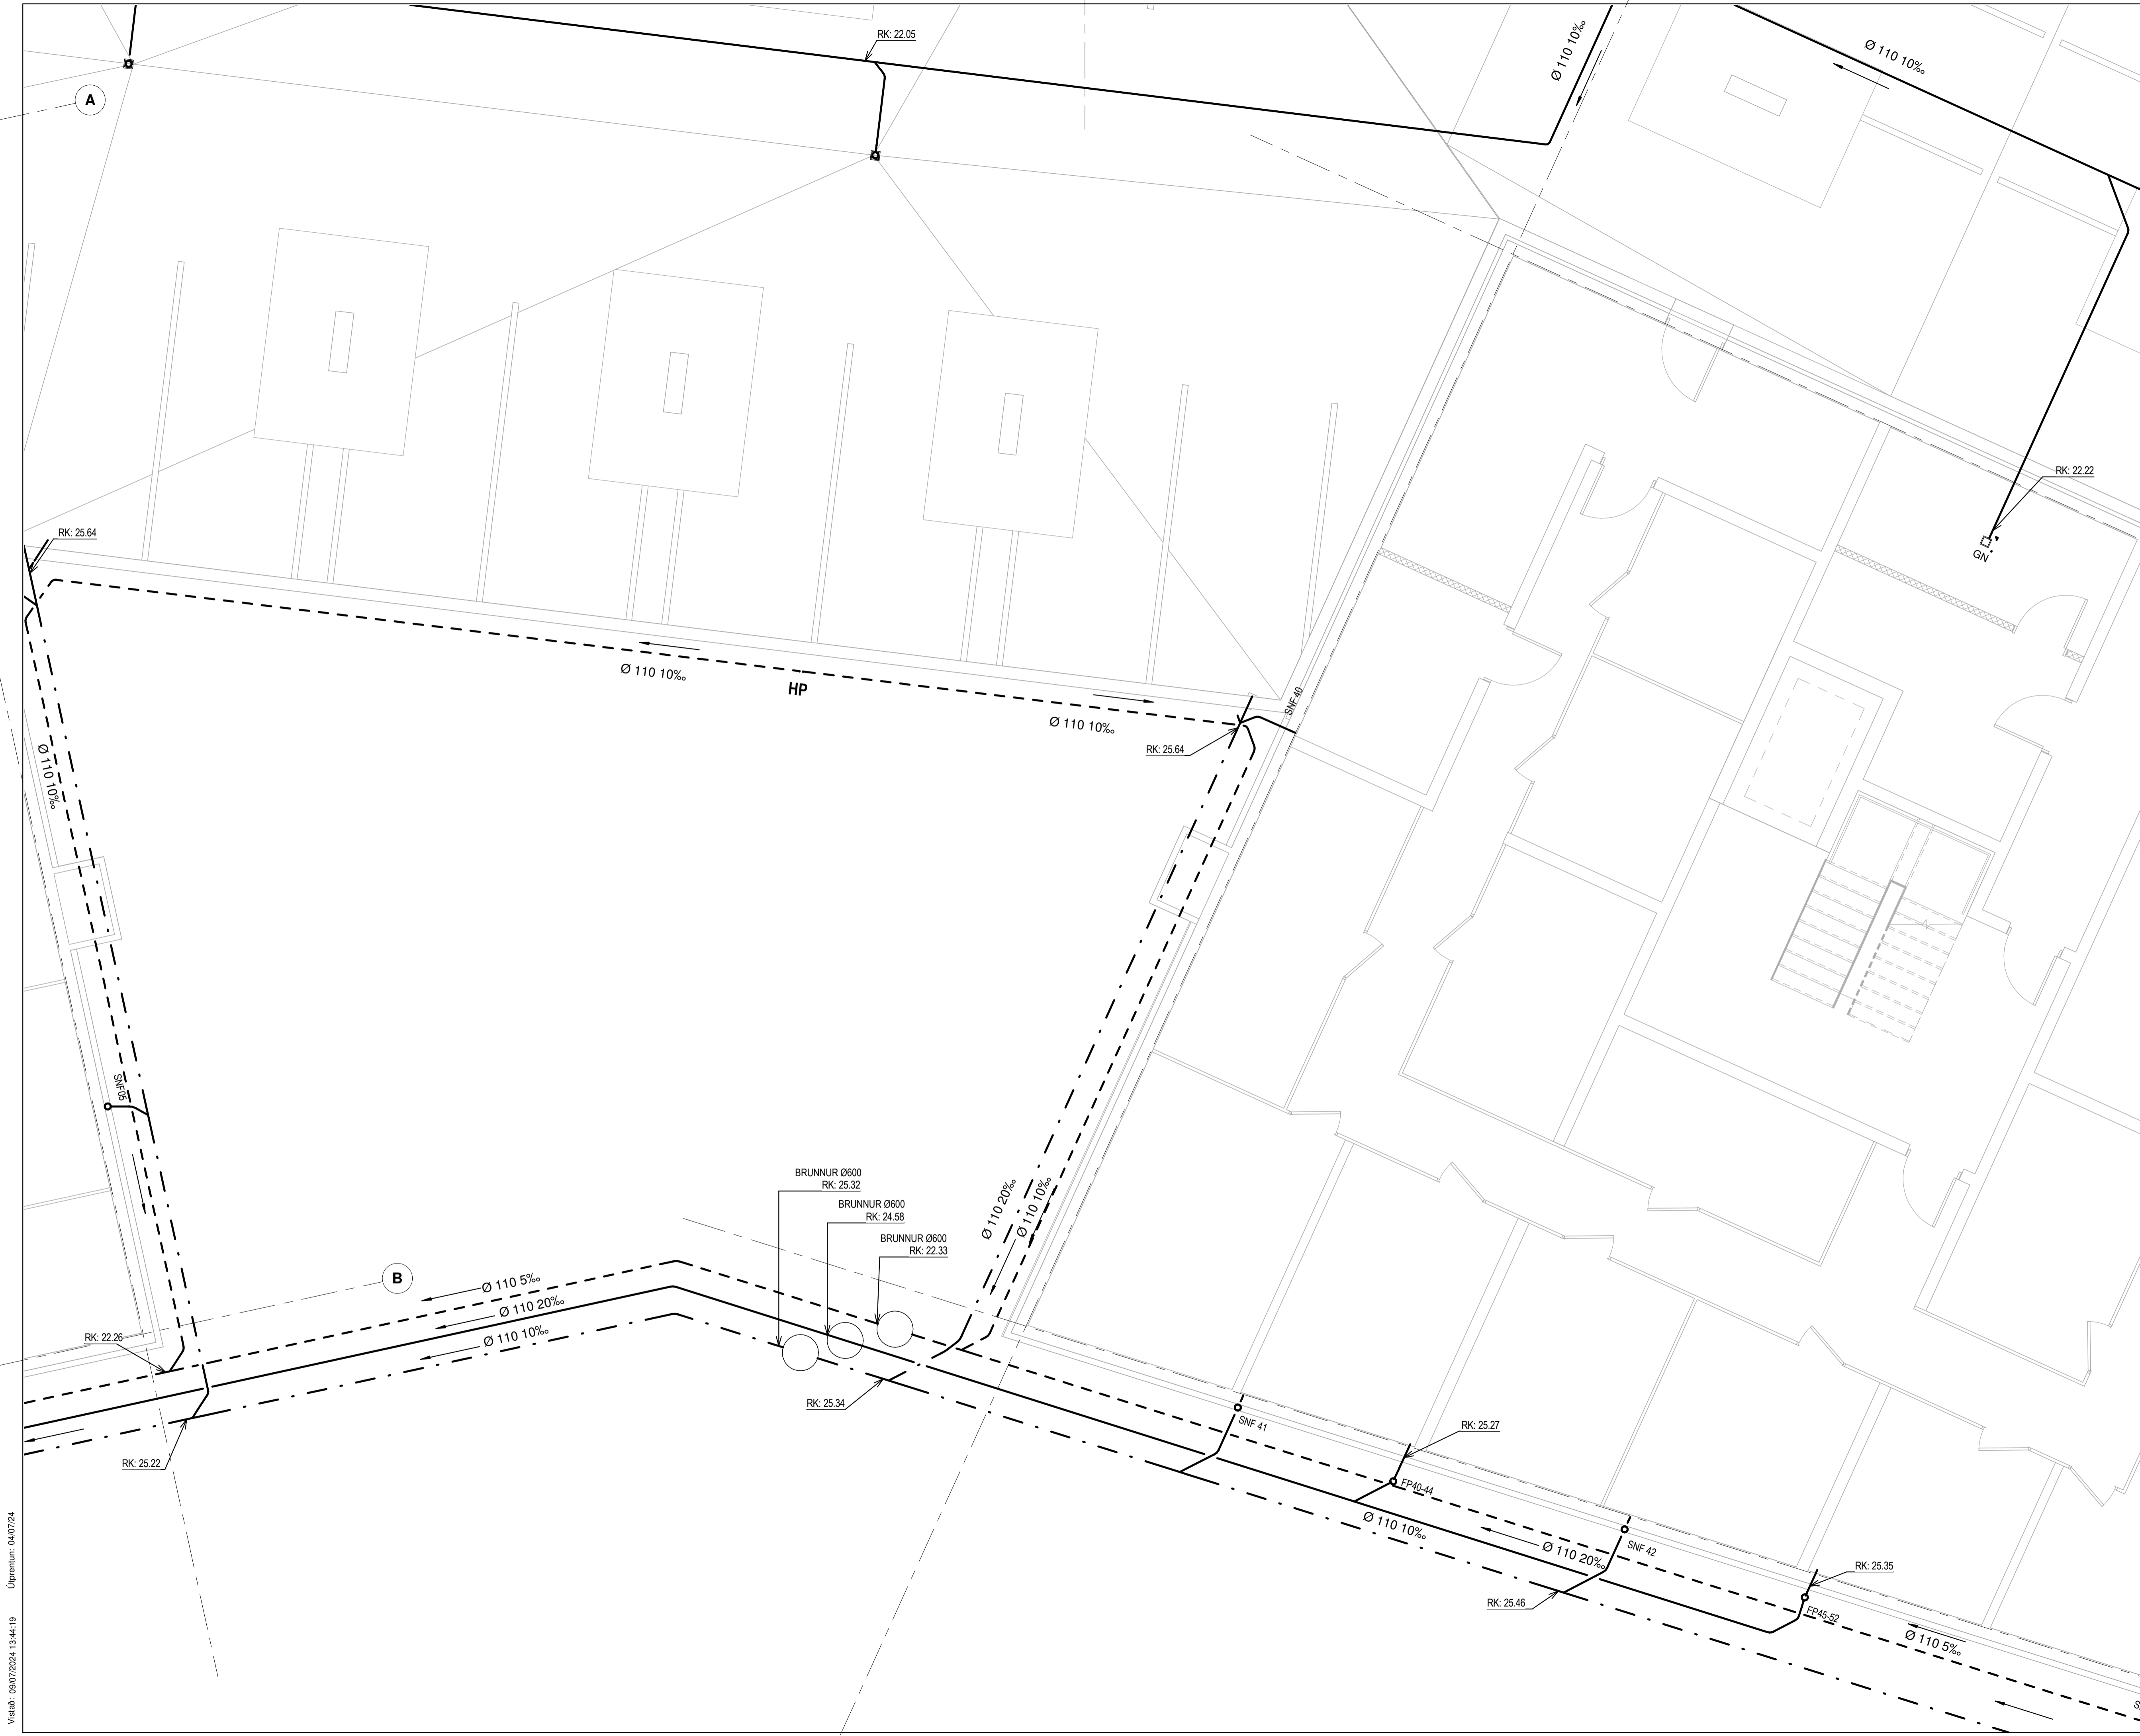 RK: 22.05
Ø 110 10‰
Ø 110 10‰
A
RK: 22.22
GN
RK: 25.64
Ø 110 10‰
HP
Ø 110 10‰
SNF 40
RK: 25.64
Ø 110 10‰
SNF05
BRUNNUR Ø600
RK: 25.32
BRUNNUR Ø600
RK: 24.58
BRUNNUR Ø600
RK: 22.33
Ø 110 20‰
Ø 110 10‰
B
Ø 110 5‰
Ø 110 20‰
Ø 110 10‰
RK: 22.26
RK: 25.34
RK: 25.22
SNF 41
RK: 25.27
FP40-44
Ø 110 10‰
Ø 110 20‰
SNF 42
RK: 25.35
RK: 25.46
FP45-52
Ø 110 5‰
Vistað: 09/07/2024 13:44:19 Útprentun: 04/07/24